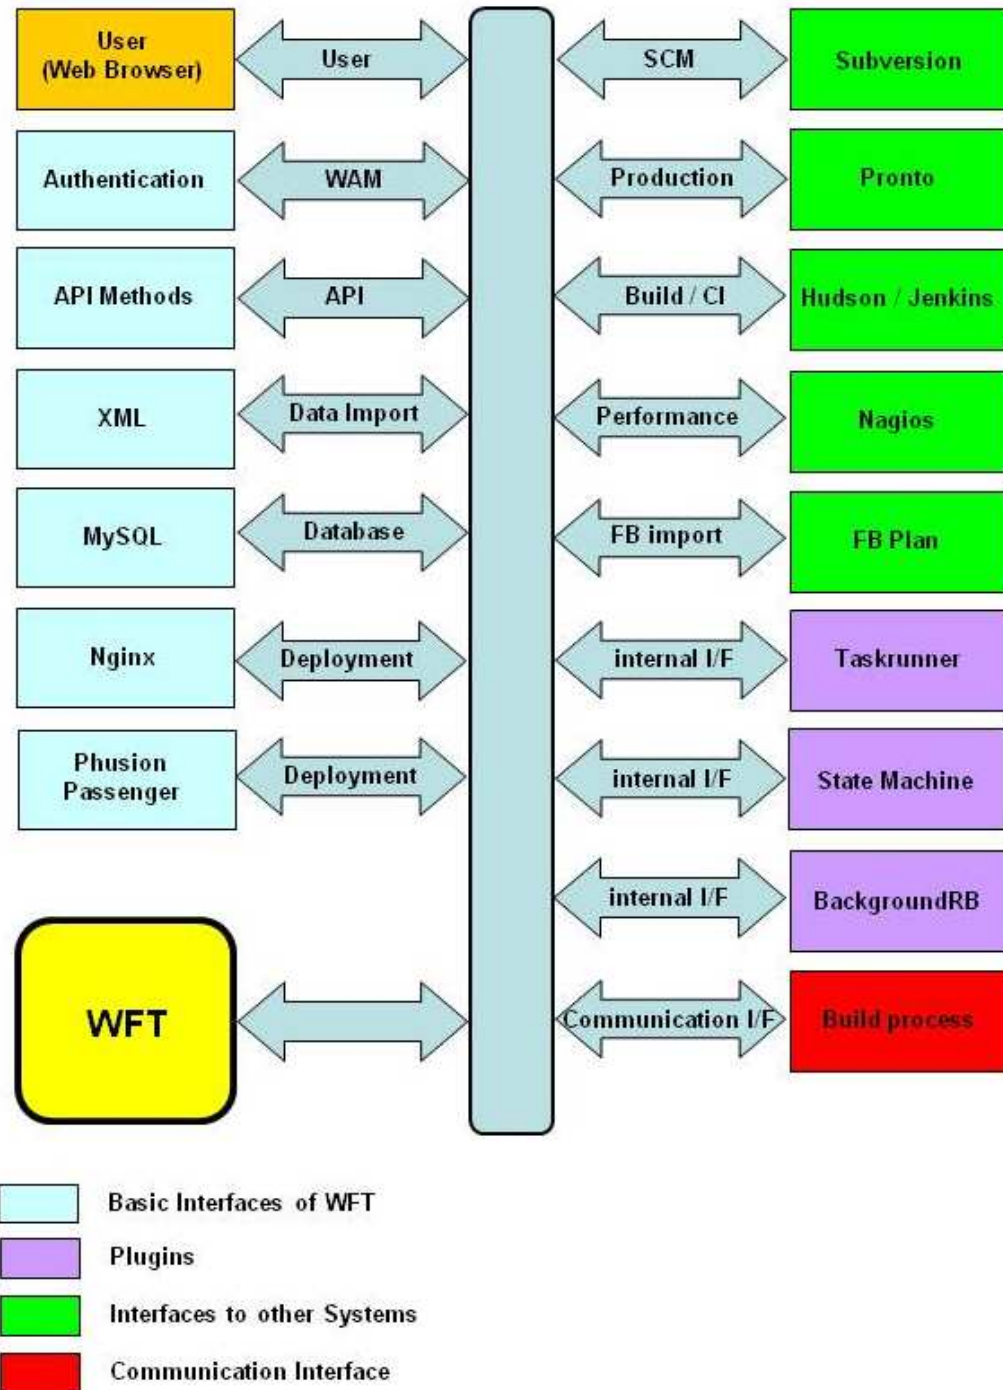 User
(Web Browser)
User
SCM
Subversion
Authentication
WAM
Production
Pronto
API Methods
API
Build / CI
Hudson / Jenkins
XML
Data Import
Performance
Nagios
MySQL
Database
FB import
FB Plan
Nginx
Deployment
internal I/F
Taskrunner
Phusion
Passenger
Deployment
internal I/F
State Machine
internal I/F
BackgroundRB
WFT
Communication I/F
Build process
Basic Interfaces of WFT
Plugins
Interfaces to other Systems
Communication Interface